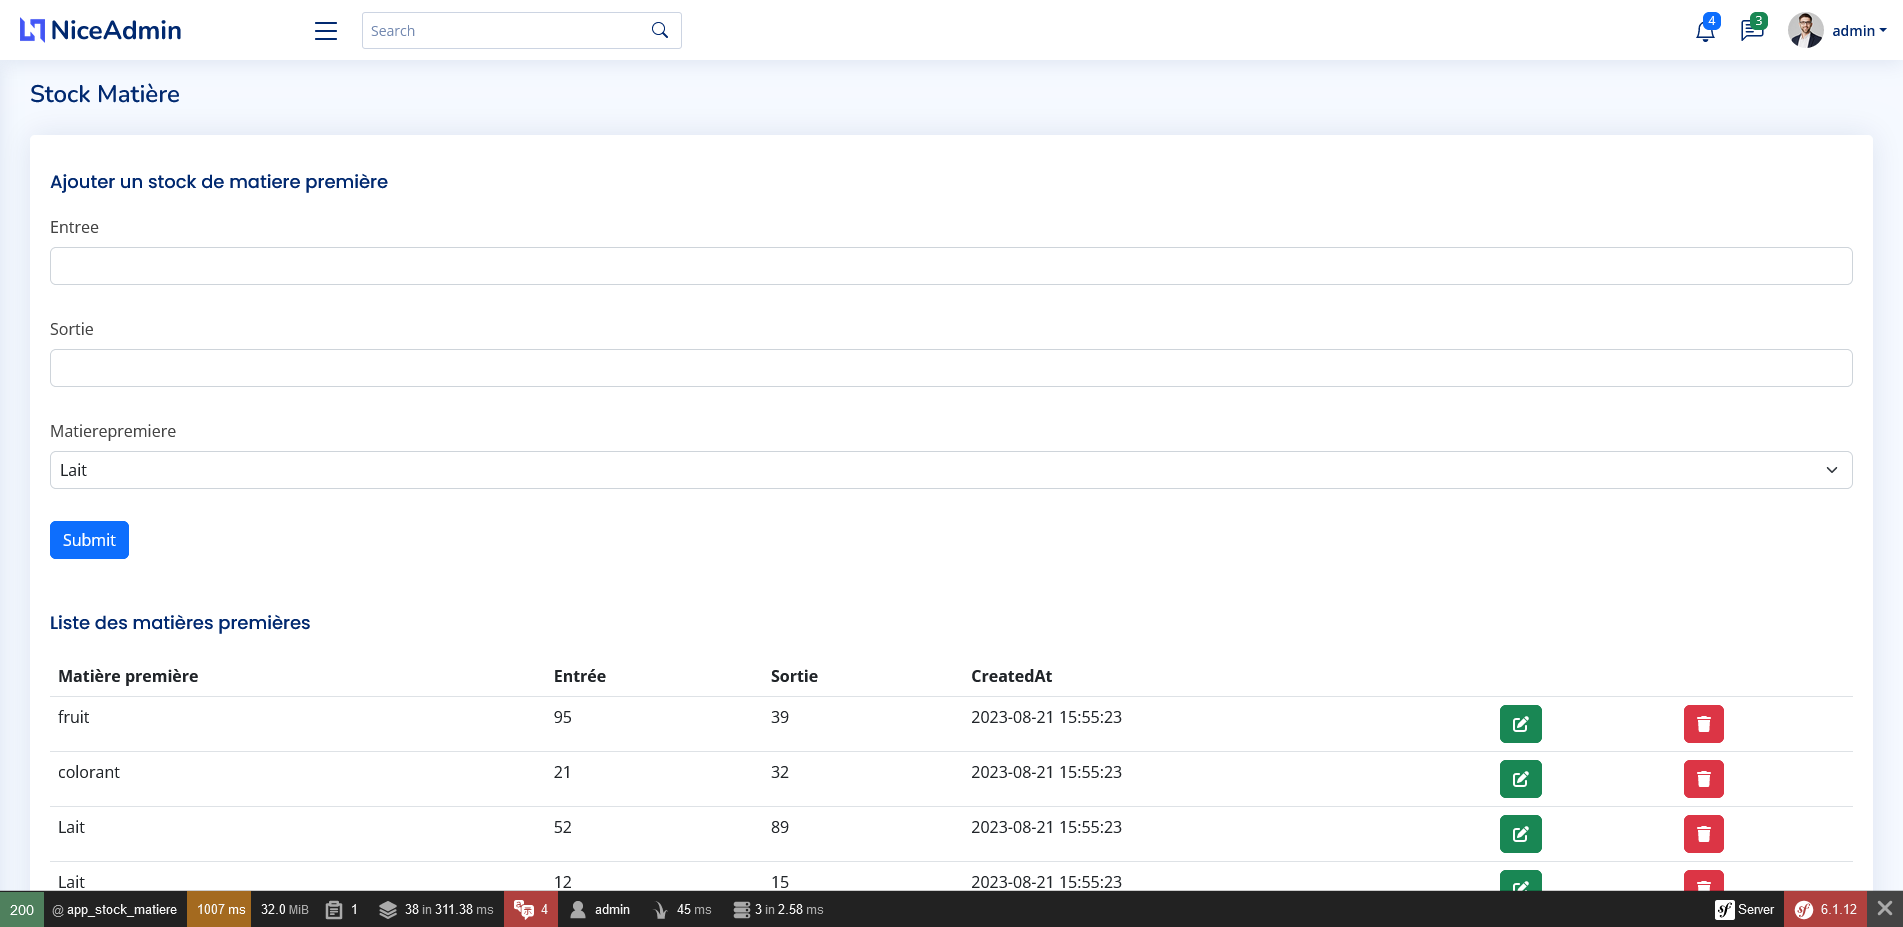 NiceAdmin
Search
4
3
admin
Stock Matière
Ajouter un stock de matiere première
Entree
Sortie
Matierepremiere
Lait
Submit
Liste des matières premières
Matière première Entrée Sortie CreatedAt
fruit 95 39 2023-08-21 15:55:23
colorant 21 32 2023-08-21 15:55:23
Lait 52 89 2023-08-21 15:55:23
Lait 12 15 2023-08-21 15:55:23
200 @ app_stock_matiere 1007 ms 32.0 MiB 1 38 in 311.38 ms 4 admin 45 ms 3 in 2.58 ms sf Server sf 6.1.12